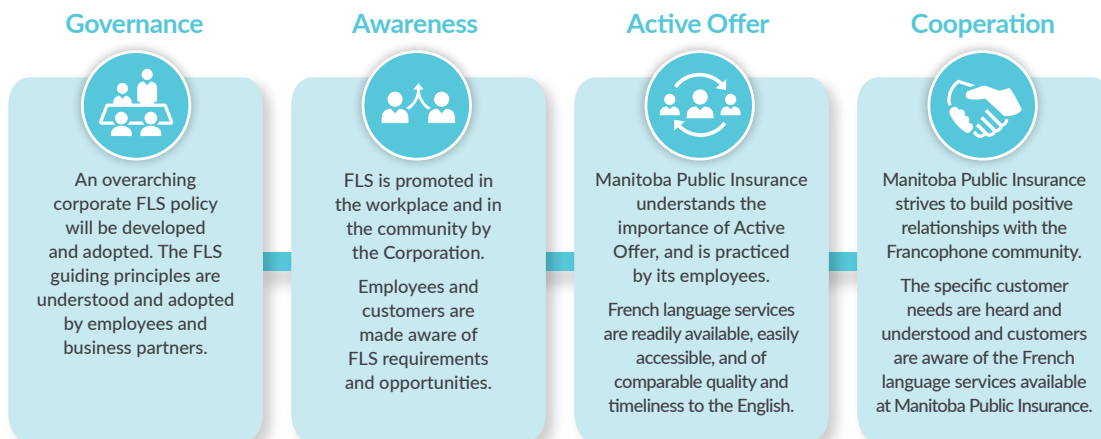 Governance
An overarching
corporate FLS policy
will be developed
and adopted. The FLS
guiding principles are
understood and adopted
by employees and
business partners.
Awareness
FLS is promoted in
the workplace and in
the community by
the Corporation.
Employees and
customers are
made aware of
FLS requirements
and opportunities.
Active Offer
Manitoba Public Insurance
understands the
importance of Active
Offer, and is practiced
by its employees.
French language services
are readily available, easily
accessible, and of
comparable quality and
timeliness to the English.
Cooperation
Manitoba Public Insurance
strives to build positive
relationships with the
Francophone community.
The specific customer
needs are heard and
understood and customers
are aware of the French
language services available
at Manitoba Public Insurance.